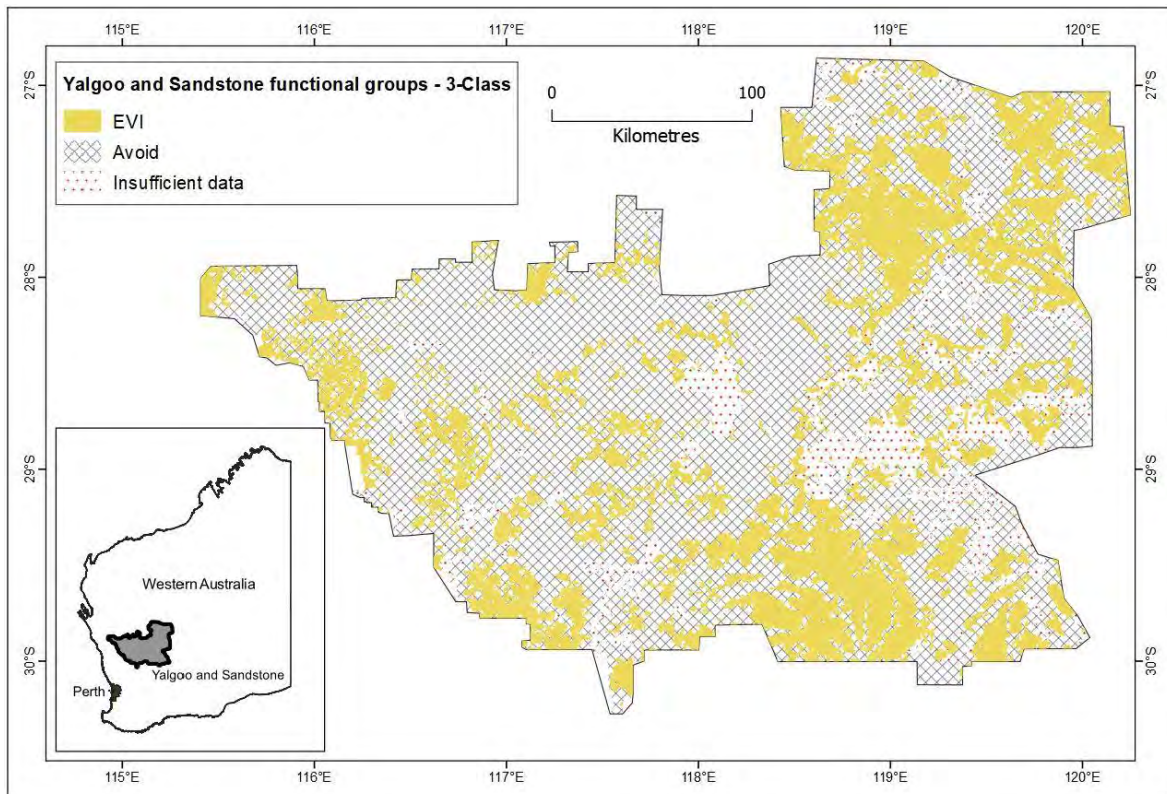 115°E 116°E 117°E 118°E 119°E 120°E
27°S 27°S
Yalgoo and Sandstone functional groups - 3-Class
EVI
Avoid
Insufficient data
0 100
Kilometres
28°S 28°S
29°S 29°S
Western Australia
Yalgoo and Sandstone
Perth
30°S 30°S
115°E 116°E 117°E 118°E 119°E 120°E